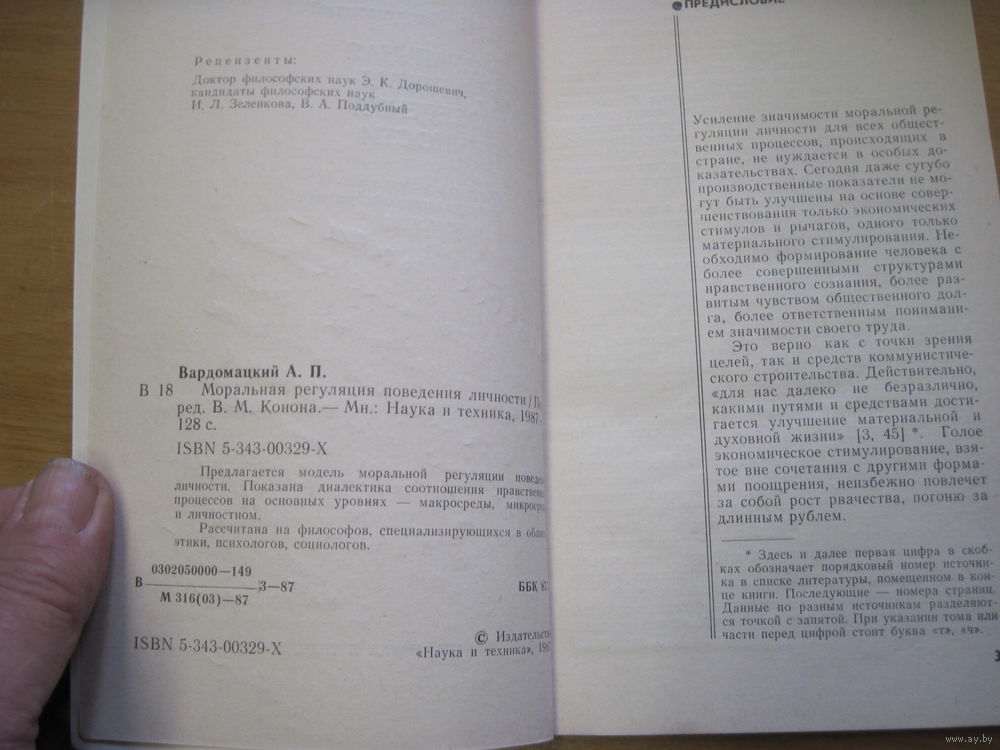 Рецензенты:
Доктор философских наук Э. К. Дорошевич,
кандидаты философских наук
И. Л. Зеленкова, В. А. Поддубный
Вардомацкий А. П.
В 18 Моральная регуляция поведения личности/П
ред. В. М. Конона.— Мн.: Наука и техника, 1987.
128 с.
ISBN 5-343-00329-X
Предлагается модель моральной регуляции повед
личности. Показана диалектика соотношения нравствен
процессов на основных уровнях — макросреды, микросре
и личностном.
Рассчитана на философов, специализирующихся в обла
этики, психологов, социологов.
0302050000—149
В 3—87
М 316(03)—87
ББК 87
ISBN 5-343-00329-X
© Издательст
«Наука и техника», 198
ПРЕДИСЛОВИЕ
Усиление значимости моральной ре-
гуляции личности для всех общест-
венных процессов, происходящих в
стране, не нуждается в особых до-
казательствах. Сегодня даже сугубо
производственные показатели не мо-
гут быть улучшены на основе совер-
шенствования только экономических
стимулов и рычагов, одного только
материального стимулирования. Не-
обходимо формирование человека с
более совершенными структурами
нравственного сознания, более раз-
витым чувством общественного дол-
га, более ответственным понимани-
ем значимости своего труда.
Это верно как с точки зрения
целей, так и средств коммунистиче-
ского строительства. Действительно,
«для нас далеко не безразлично,
какими путями и средствами дости-
гается улучшение материальной и
духовной жизни» [3, 45] *. Голое
экономическое стимулирование, взя-
тое вне сочетания с другими форма-
ми поощрения, неизбежно повлечет
за собой рост рвачества, погоню за
длинным рублем.
* Здесь и далее первая цифра в скоб-
ках обозначает порядковый номер источни-
ка в списке литературы, помещенном в кон-
це книги. Последующие — номера страниц.
Данные по разным источникам разделяют-
ся точкой с запятой. При указании тома или
части перед цифрой стоит буква «т», «ч».
3
www.ay.by